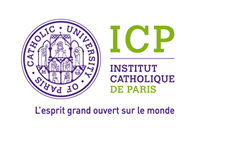 CATHOLIC · UNIVERSITY OF PARIS ·
ICP
INSTITUT
CATHOLIQUE
DE PARIS
L'esprit grand ouvert sur le monde